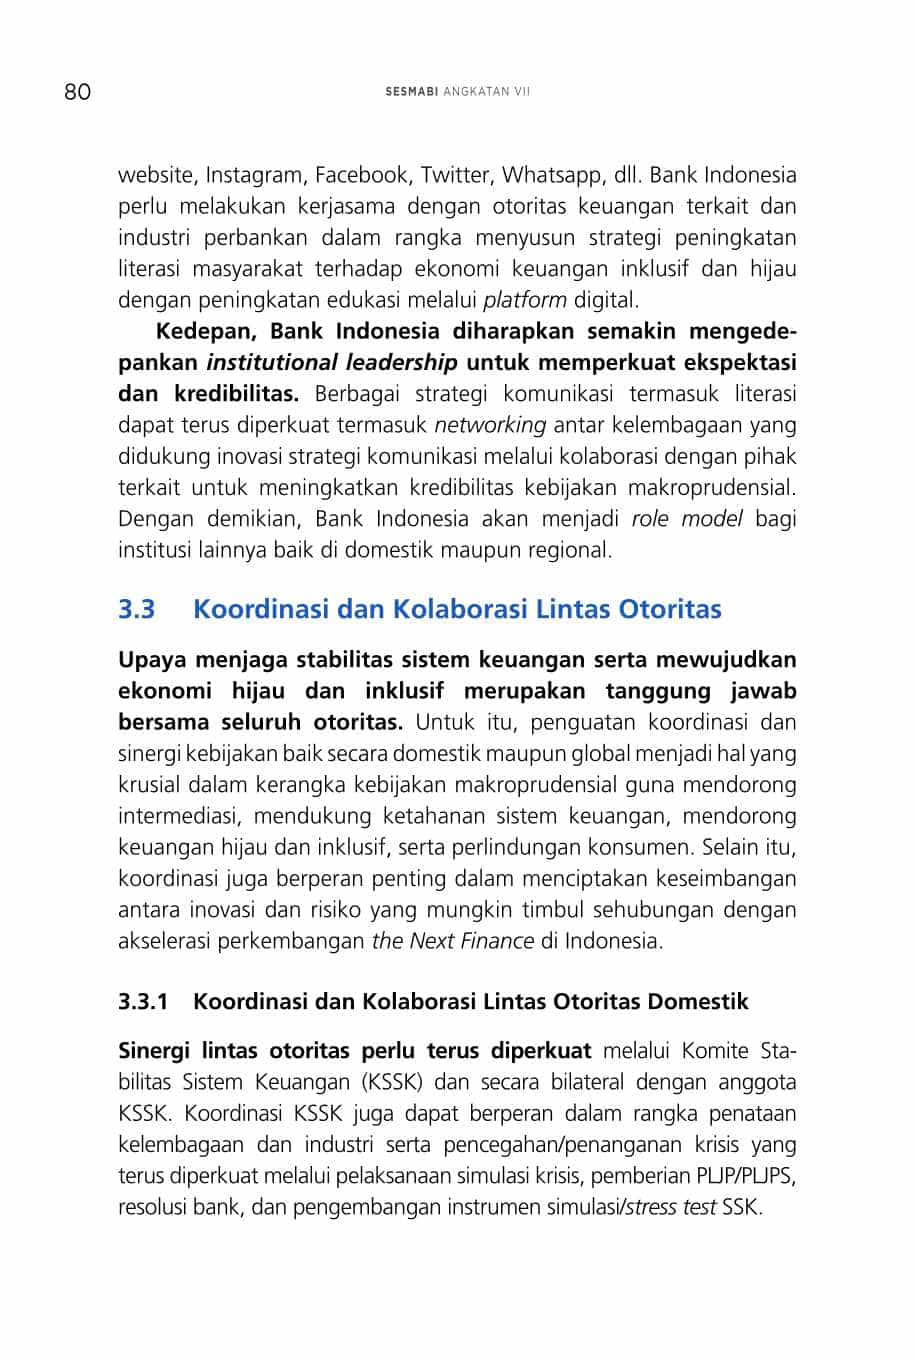 80
SESMABI ANGKATAN VII
website, Instagram, Facebook, Twitter, Whatsapp, dll. Bank Indonesia
perlu melakukan kerjasama dengan otoritas keuangan terkait dan
industri perbankan dalam rangka menyusun strategi peningkatan
literasi masyarakat terhadap ekonomi keuangan inklusif dan hijau
dengan peningkatan edukasi melalui platform digital.
Kedepan, Bank Indonesia diharapkan semakin mengede-
pankan institutional leadership untuk memperkuat ekspektasi
dan kredibilitas. Berbagai strategi komunikasi termasuk literasi
dapat terus diperkuat termasuk networking antar kelembagaan yang
didukung inovasi strategi komunikasi melalui kolaborasi dengan pihak
terkait untuk meningkatkan kredibilitas kebijakan makroprudensial.
Dengan demikian, Bank Indonesia akan menjadi role model bagi
institusi lainnya baik di domestik maupun regional.
3.3 Koordinasi dan Kolaborasi Lintas Otoritas
Upaya menjaga stabilitas sistem keuangan serta mewujudkan
ekonomi hijau dan inklusif merupakan tanggung jawab
bersama seluruh otoritas. Untuk itu, penguatan koordinasi dan
sinergi kebijakan baik secara domestik maupun global menjadi hal yang
krusial dalam kerangka kebijakan makroprudensial guna mendorong
intermediasi, mendukung ketahanan sistem keuangan, mendorong
keuangan hijau dan inklusif, serta perlindungan konsumen. Selain itu,
koordinasi juga berperan penting dalam menciptakan keseimbangan
antara inovasi dan risiko yang mungkin timbul sehubungan dengan
akselerasi perkembangan the Next Finance di Indonesia.
3.3.1 Koordinasi dan Kolaborasi Lintas Otoritas Domestik
Sinergi lintas otoritas perlu terus diperkuat melalui Komite Sta-
bilitas Sistem Keuangan (KSSK) dan secara bilateral dengan anggota
KSSK. Koordinasi KSSK juga dapat berperan dalam rangka penataan
kelembagaan dan industri serta pencegahan/penanganan krisis yang
terus diperkuat melalui pelaksanaan simulasi krisis, pemberian PLJP/PLJPS,
resolusi bank, dan pengembangan instrumen simulasi/stress test SSK.